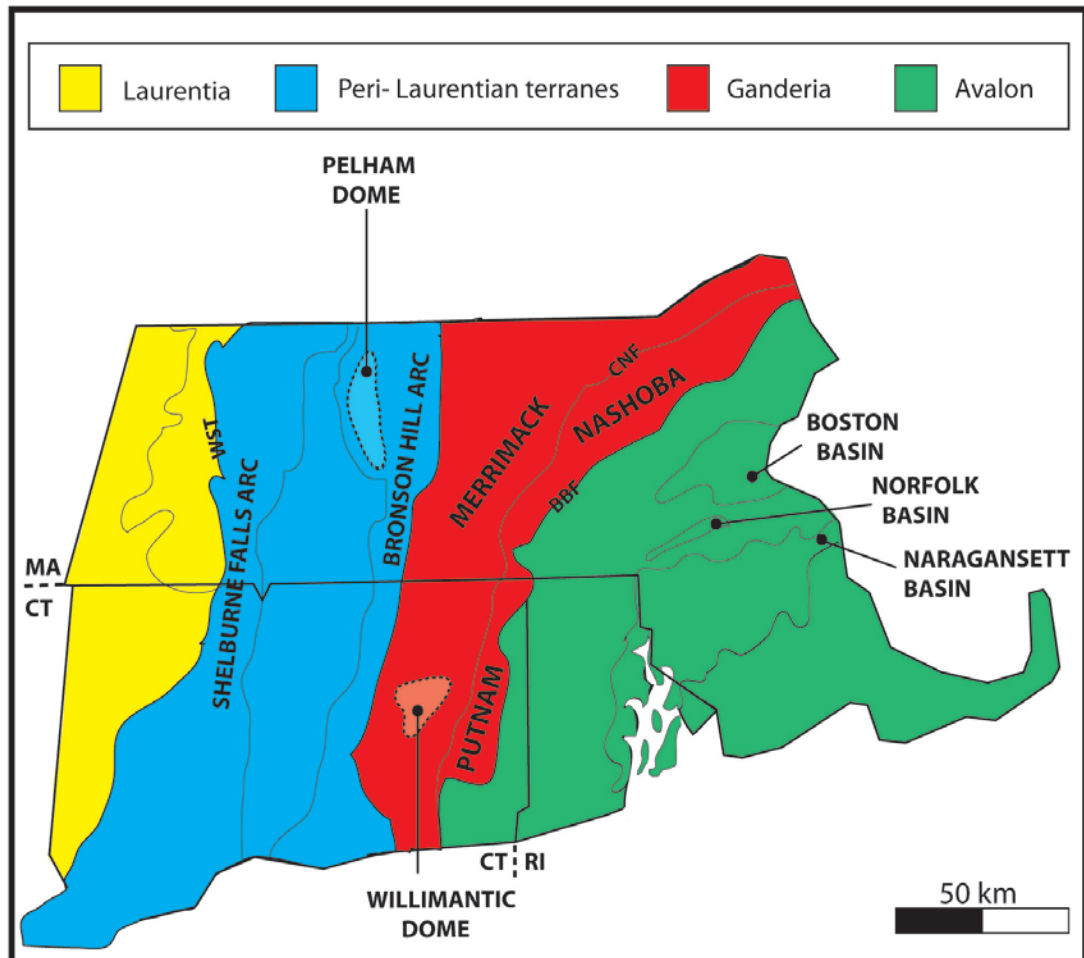 Laurentia
Peri- Laurentian terranes
Ganderia
Avalon
PELHAM
DOME
CNF
NASHOBA
BRONSON HILL ARC
MERRIMACK
TSM
BOSTON
BASIN
BBF
NORFOLK
BASIN
SHELBURNE FALLS ARC
NARAGANSETT
BASIN
MA
CT
PUTNAM
CT
RI
WILLIMANTIC
DOME
50 km